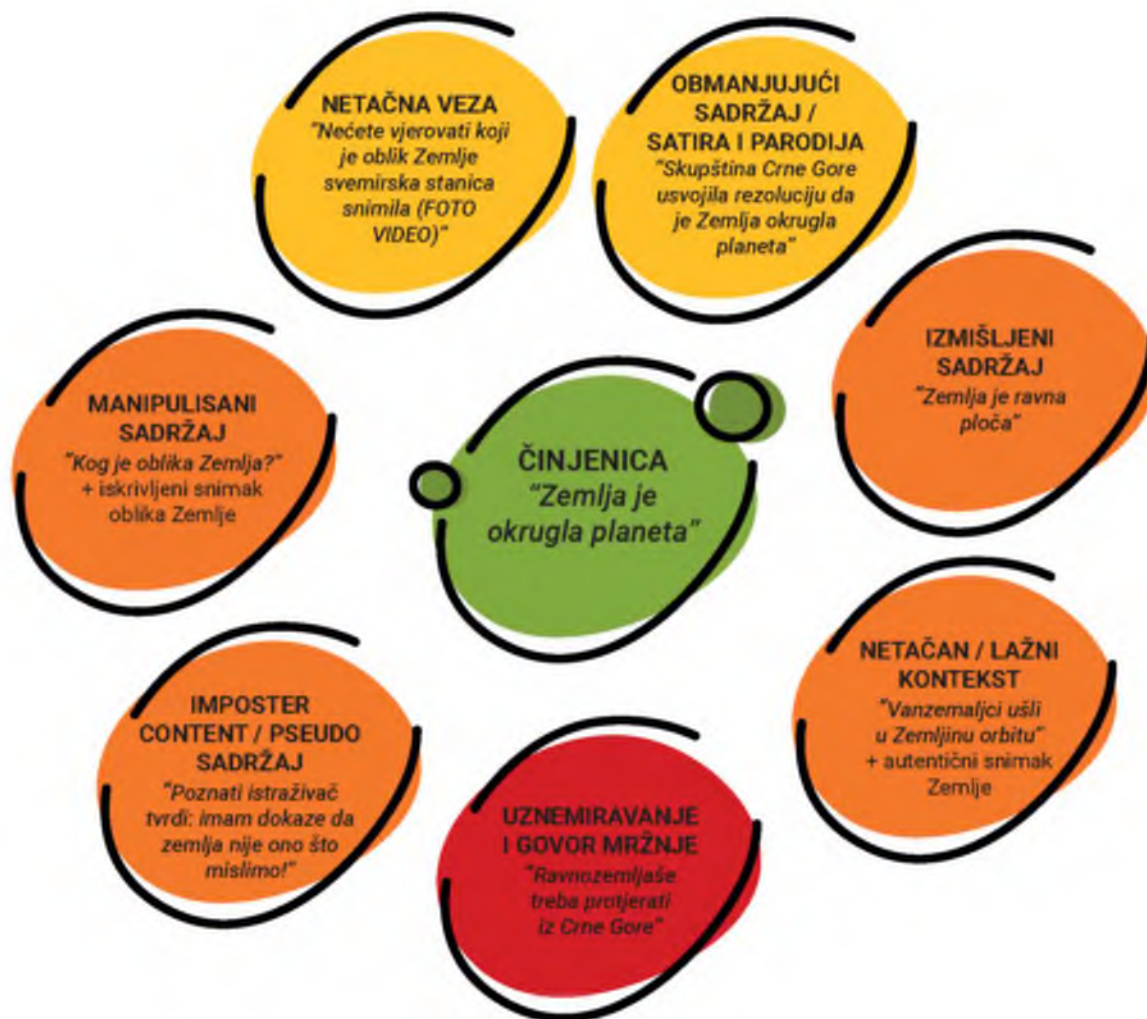 NETAČNA VEZA
"Nećete vjerovati koji
je oblik Zemlje
svemirska stanica
snimila (FOTO
VIDEO)"
OBMANJUJUĆI
SADRŽAJ /
SATIRA I PARODIJA
"Skupština Crne Gore
usvojila rezoluciju da
je Zemlja okrugla
planeta"
MANIPULISANI
SADRŽAJ
"Kog je oblika Zemlja?"
+ iskrivljeni snimak
oblika Zemlje
ČINJENICA
"Zemlja je
okrugla planeta"
IZMIŠLJENI
SADRŽAJ
"Zemlja je ravna
ploča"
IMPOSTER
CONTENT / PSEUDO
SADRŽAJ
"Poznati istraživač
tvrdi: imam dokaze da
zemlja nije ono što
mislimo!"
UZNEMIRAVANJE
I GOVOR MRŽNJE
"Ravnozemljaše
treba protjerati
iz Crne Gore"
NETAČAN / LAŽNI
KONTEKST
"Vanzemaljci ušli
u Zemljinu orbitu"
+ autentični snimak
Zemlje